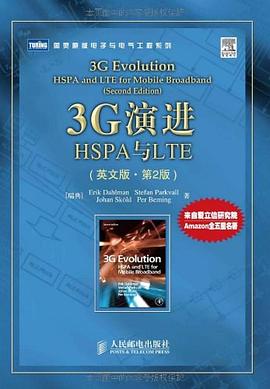 图灵原版电子与电气工程系列
TURING
3G Evolution
HSPA and LTE for Mobile Broadband
(Second Edition)
3G演进
HSPA与LTE
(英文版·第2版)
[瑞典] Erik Dahlman Stefan Parkvall
Johan Sköld Per Beming 著
来自爱立信研究院
Amazon全五星名著
3G Evolution
HSPA and LTE for
Mobile Broadband
人民邮电出版社
POSTS & TELECOM PRESS